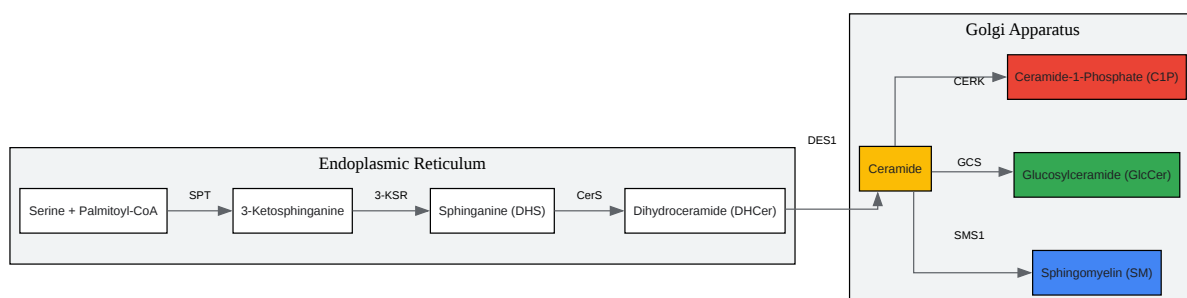 Golgi Apparatus
Ceramide-1-Phosphate (C1P)
CERK
DES1
Endoplasmic Reticulum
Ceramide
GCS
Glucosylceramide (GlcCer)
SPT
3-KSR
CerS
Serine + Palmitoyl-CoA
3-Ketosphinganine
Sphinganine (DHS)
Dihydroceramide (DHCer)
SMS1
Sphingomyelin (SM)